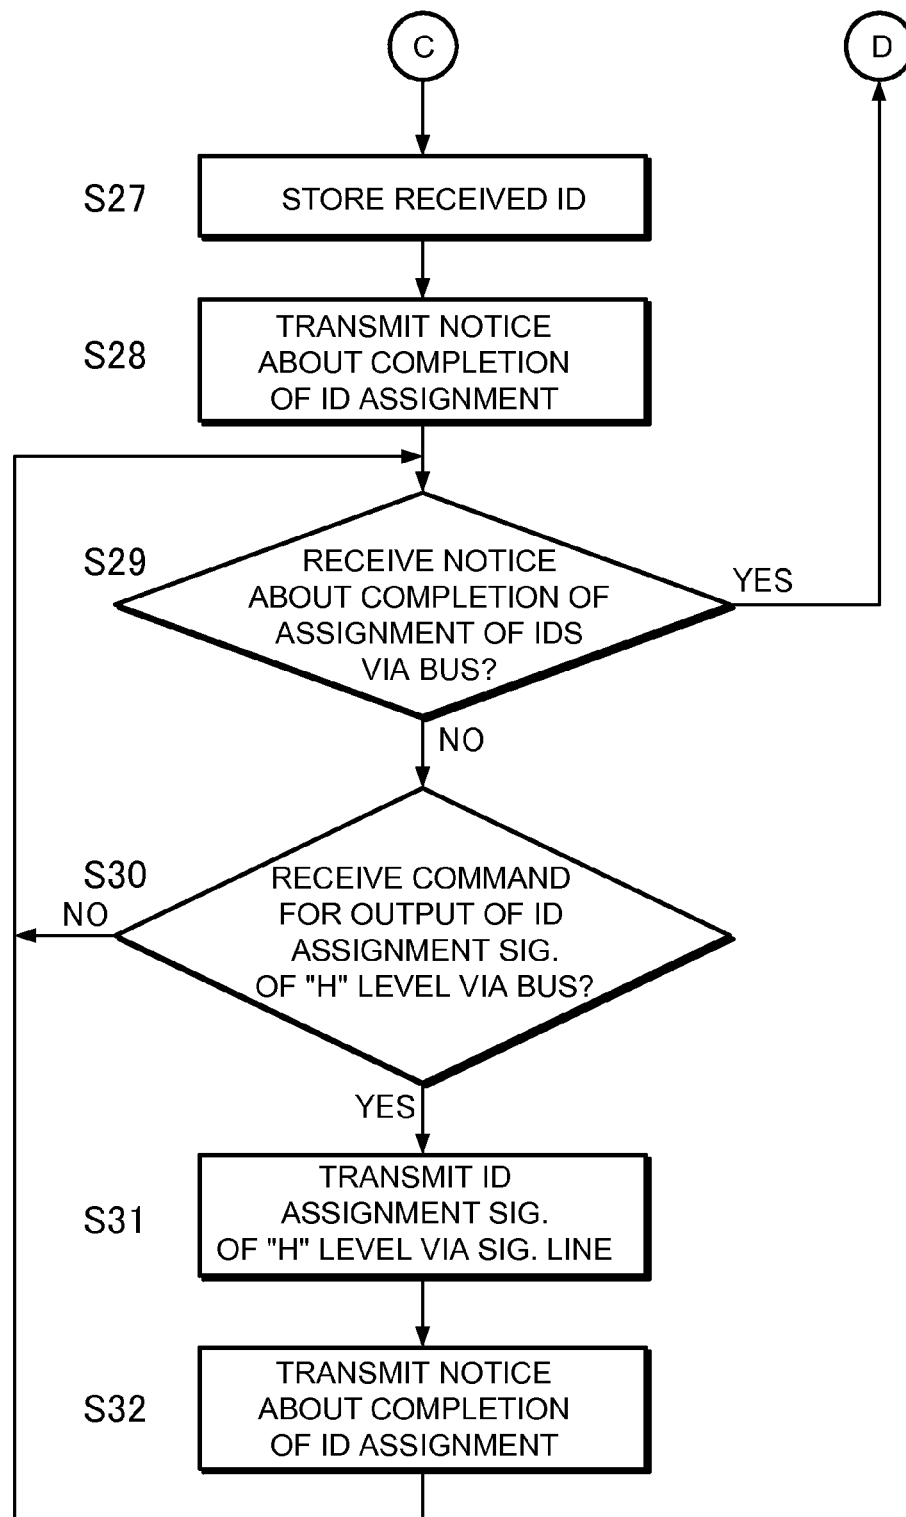 C
D
S27
STORE RECEIVED ID
S28
TRANSMIT NOTICE
ABOUT COMPLETION
OF ID ASSIGNMENT
S29
RECEIVE NOTICE
ABOUT COMPLETION OF
ASSIGNMENT OF IDS
VIA BUS?
YES
NO
S30
RECEIVE COMMAND
FOR OUTPUT OF ID
ASSIGNMENT SIG.
OF "H" LEVEL VIA BUS?
NO
YES
S31
TRANSMIT ID
ASSIGNMENT SIG.
OF "H" LEVEL VIA SIG. LINE
S32
TRANSMIT NOTICE
ABOUT COMPLETION
OF ID ASSIGNMENT